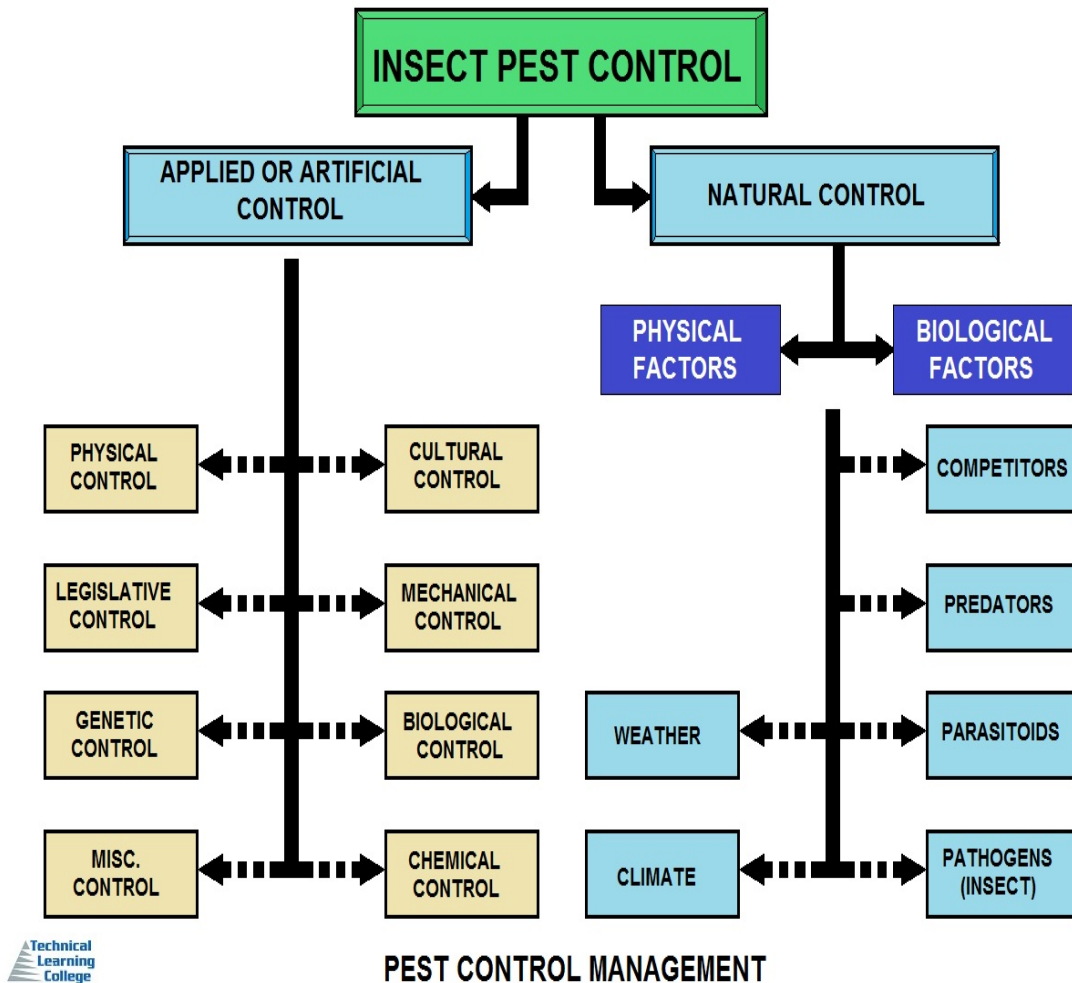 INSECT PEST CONTROL
APPLIED OR ARTIFICIAL
CONTROL
NATURAL CONTROL
PHYSICAL
FACTORS
BIOLOGICAL
FACTORS
PHYSICAL
CONTROL
CULTURAL
CONTROL
COMPETITORS
LEGISLATIVE
CONTROL
MECHANICAL
CONTROL
PREDATORS
GENETIC
CONTROL
BIOLOGICAL
CONTROL
WEATHER
PARASITOIDS
MISC.
CONTROL
CHEMICAL
CONTROL
CLIMATE
PATHOGENS
(INSECT)
Technical
Learning
College
PEST CONTROL MANAGEMENT